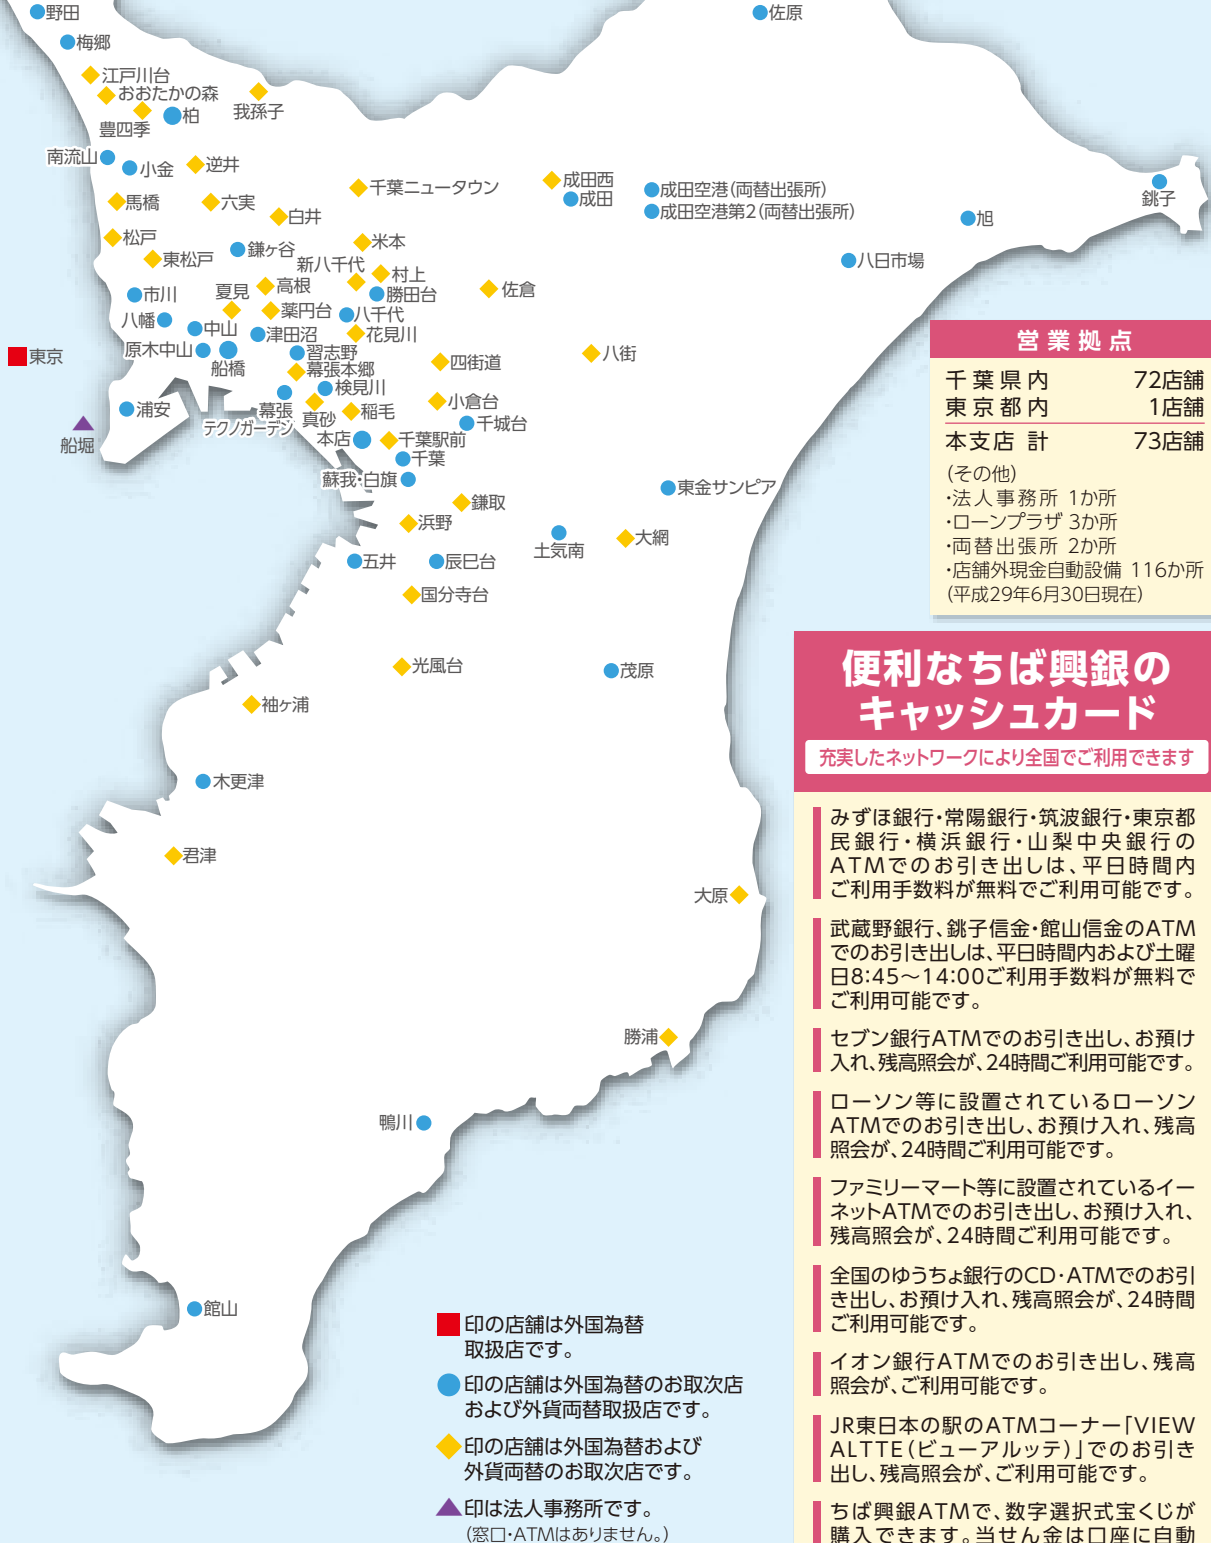 野田
佐原
梅郷
江戸川台
おおたかの森
我孫子
柏
豊四季
南流山
小金
逆井
千葉ニュータウン
成田西
成田
成田空港(両替出張所)
成田空港第2(両替出張所)
銚子
旭
馬橋
六実
白井
松戸
東松戸
鎌ヶ谷
米本
新八千代
村上
八日市場
高根
勝田台
佐倉
市川
夏見
薬円台
八千代
八幡
中山
津田沼
花見川
原木中山
船橋
習志野
幕張本郷
四街道
八街
東京
検見川
浦安
幕張
テクノガーデン
真砂
稲毛
小倉台
千城台
船堀
本店
千葉駅前
千葉
蘇我・白旗
東金サンピア
鎌取
浜野
土気南
大網
五井
辰巳台
国分寺台
光風台
茂原
袖ヶ浦
木更津
君津
大原
勝浦
鴨川
館山
営業拠点
千葉県内 72店舗
東京都内 1店舗
本支店 計 73店舗
(その他)
・法人事務所 1か所
・ローンプラザ 3か所
・両替出張所 2か所
・店舗外現金自動設備 116か所
(平成29年6月30日現在)
便利なちば興銀の
キャッシュカード
充実したネットワークにより全国でご利用できます
みずほ銀行・常陽銀行・筑波銀行・東京都
民銀行・横浜銀行・山梨中央銀行の
ATMでのお引き出しは、平日時間内
ご利用手数料が無料でご利用可能です。
武蔵野銀行、銚子信金・館山信金のATM
でのお引き出しは、平日時間内および土曜
日8:45〜14:00ご利用手数料が無料で
ご利用可能です。
セブン銀行ATMでのお引き出し、お預け
入れ、残高照会が、24時間ご利用可能です。
ローソン等に設置されているローソン
ATMでのお引き出し、お預け入れ、残高
照会が、24時間ご利用可能です。
ファミリーマート等に設置されているイー
ネットATMでのお引き出し、お預け入れ、
残高照会が、24時間ご利用可能です。
全国のゆうちょ銀行のCD・ATMでのお引
き出し、お預け入れ、残高照会が、24時間
ご利用可能です。
イオン銀行ATMでのお引き出し、残高
照会が、ご利用可能です。
JR東日本の駅のATMコーナー「VIEW
ALTTE(ビューアルッテ)」でのお引き
出し、残高照会が、ご利用可能です。
ちば興銀ATMで、数字選択式宝くじが
購入できます。当せん金は口座に自動
印の店舗は外国為替
取扱店です。
印の店舗は外国為替のお取次店
および外貨両替取扱店です。
印の店舗は外国為替および
外貨両替のお取次店です。
印は法人事務所です。
(窓口・ATMはありません。)